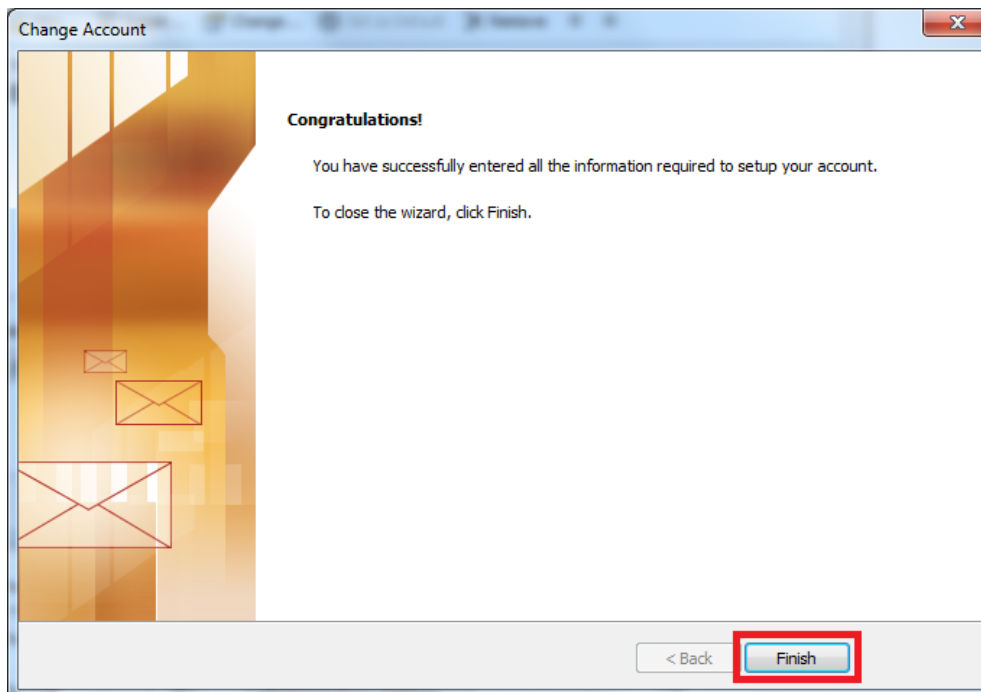 Change Account
Congratulations!
You have successfully entered all the information required to setup your account.
To close the wizard, click Finish.
< Back
Finish